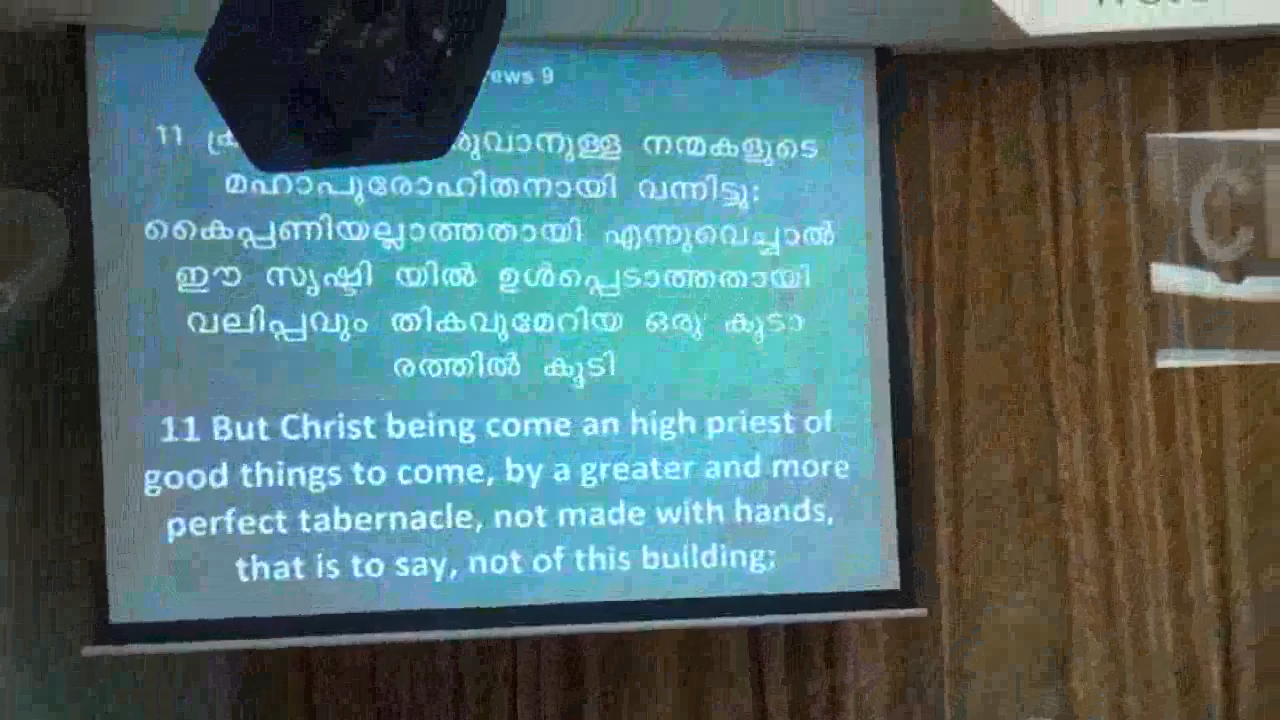 9
11 രുവാനുള്ള നന്മകളുടെ
മഹാപുരോഹിതനായി വന്നിട്ടു:
കൈപ്പണിയല്ലാത്തതായി എന്നുവെച്ചാൽ
ഈ സൃഷ്ടി യിൽ ഉൾപ്പെടാത്തതായി
വലിപ്പവും തികവുമേറിയ ഒരു കൂടാ
രത്തിൽ കൂടി
11 But Christ being come an high priest of
good things to come, by a greater and more
perfect tabernacle, not made with hands,
that is to say, not of this building;